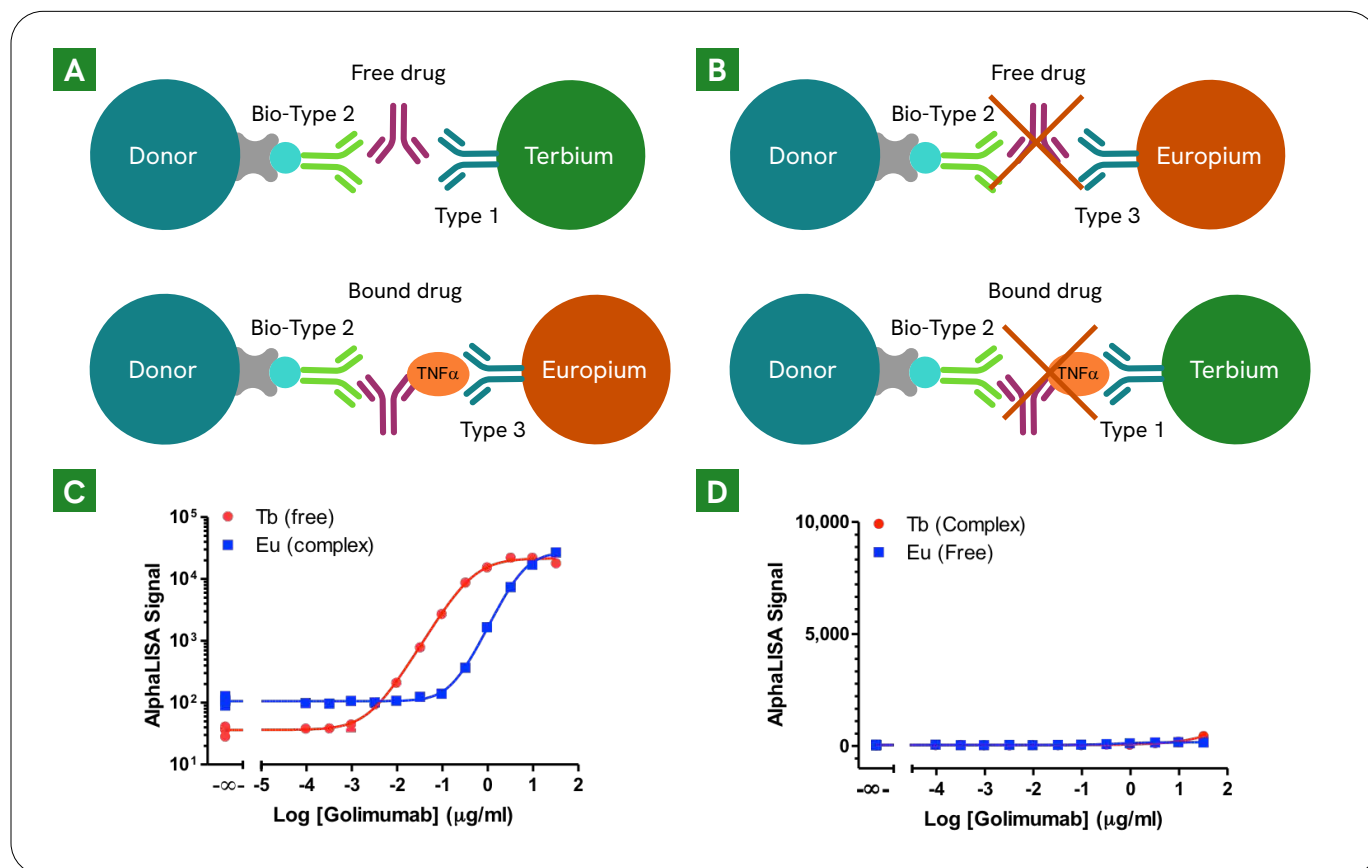 A
Free drug
Bio-Type 2
Donor
Terbium
Type 1
Bound drug
Bio-Type 2
Donor
TNFα
Europium
Type 3
B
Free drug
Bio-Type 2
Donor
Europium
Type 3
Bound drug
Bio-Type 2
Donor
TNFα
Terbium
Type 1
C
Tb (free)
Eu (complex)
AlphaLISA Signal
10⁵
10⁴
10³
10²
10¹
-∞- -5 -4 -3 -2 -1 0 1 2
Log [Golimumab] (μg/ml)
D
Tb (Complex)
Eu (Free)
AlphaLISA Signal
10,000
5,000
0
-∞- -4 -3 -2 -1 0 1 2
Log [Golimumab] (μg/ml)